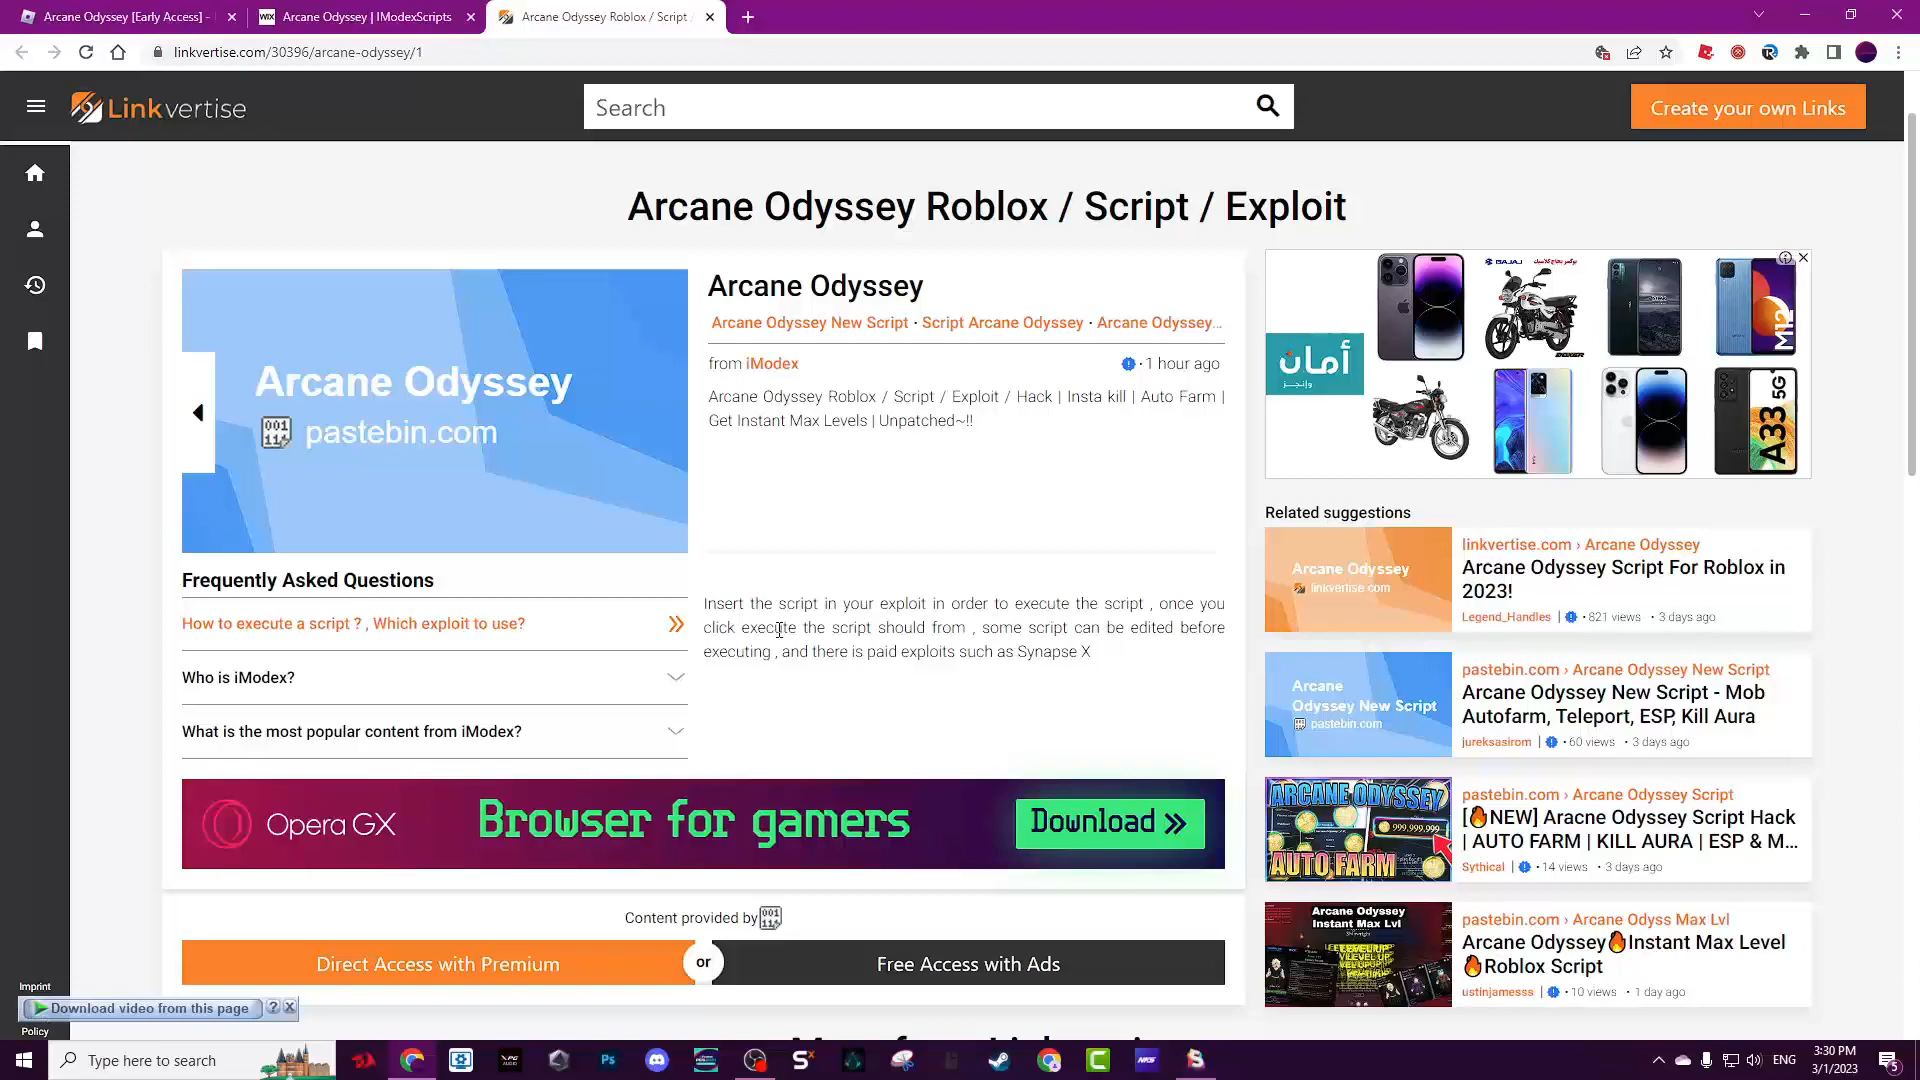 Arcane Odyssey [Early Access] -
WiX
Arcane Odyssey | IModexScripts
Arcane Odyssey Roblox / Script
linkvertise.com/30396/arcane-odyssey/1
Linkvertise
Search
Create your own Links
Arcane Odyssey Roblox / Script / Exploit
Arcane Odyssey
pastebin.com
Arcane Odyssey
Arcane Odyssey New Script · Script Arcane Odyssey · Arcane Odyssey...
from iModex
· 1 hour ago
Arcane Odyssey Roblox / Script / Exploit / Hack | Insta kill | Auto Farm |
Get Instant Max Levels | Unpatched~!!
Frequently Asked Questions
How to execute a script ? , Which exploit to use?
Who is iModex?
What is the most popular content from iModex?
Insert the script in your exploit in order to execute the script , once you
click execute the script should from , some script can be edited before
executing , and there is paid exploits such as Synapse X
Opera GX
Browser for gamers
Download
Content provided by
Direct Access with Premium
or
Free Access with Ads
BAJAJ
أمان
M12
A33 5G
Related suggestions
Arcane Odyssey
linkvertise.com
linkvertise.com › Arcane Odyssey
Arcane Odyssey Script For Roblox in
2023!
Legend_Handles | • 821 views • 3 days ago
Arcane
Odyssey New Script
pastebin.com
pastebin.com › Arcane Odyssey New Script
Arcane Odyssey New Script - Mob
Autofarm, Teleport, ESP, Kill Aura
jureksasirom | • 60 views • 3 days ago
ARCANE ODYSSEY
999,999,999
AUTO FARM
pastebin.com › Arcane Odyssey Script
[🔥NEW] Aracne Odyssey Script Hack
| AUTO FARM | KILL AURA | ESP & M...
Sythical | • 14 views • 3 days ago
Arcane Odyssey
Instant Max Lvl
pastebin.com › Arcane Odyss Max Lvl
Arcane Odyssey🔥Instant Max Level
🔥Roblox Script
ustinjamesss | • 10 views • 1 day ago
Imprint
Download video from this page
Policy
Type here to search
ENG
3:30 PM
3/1/2023
5